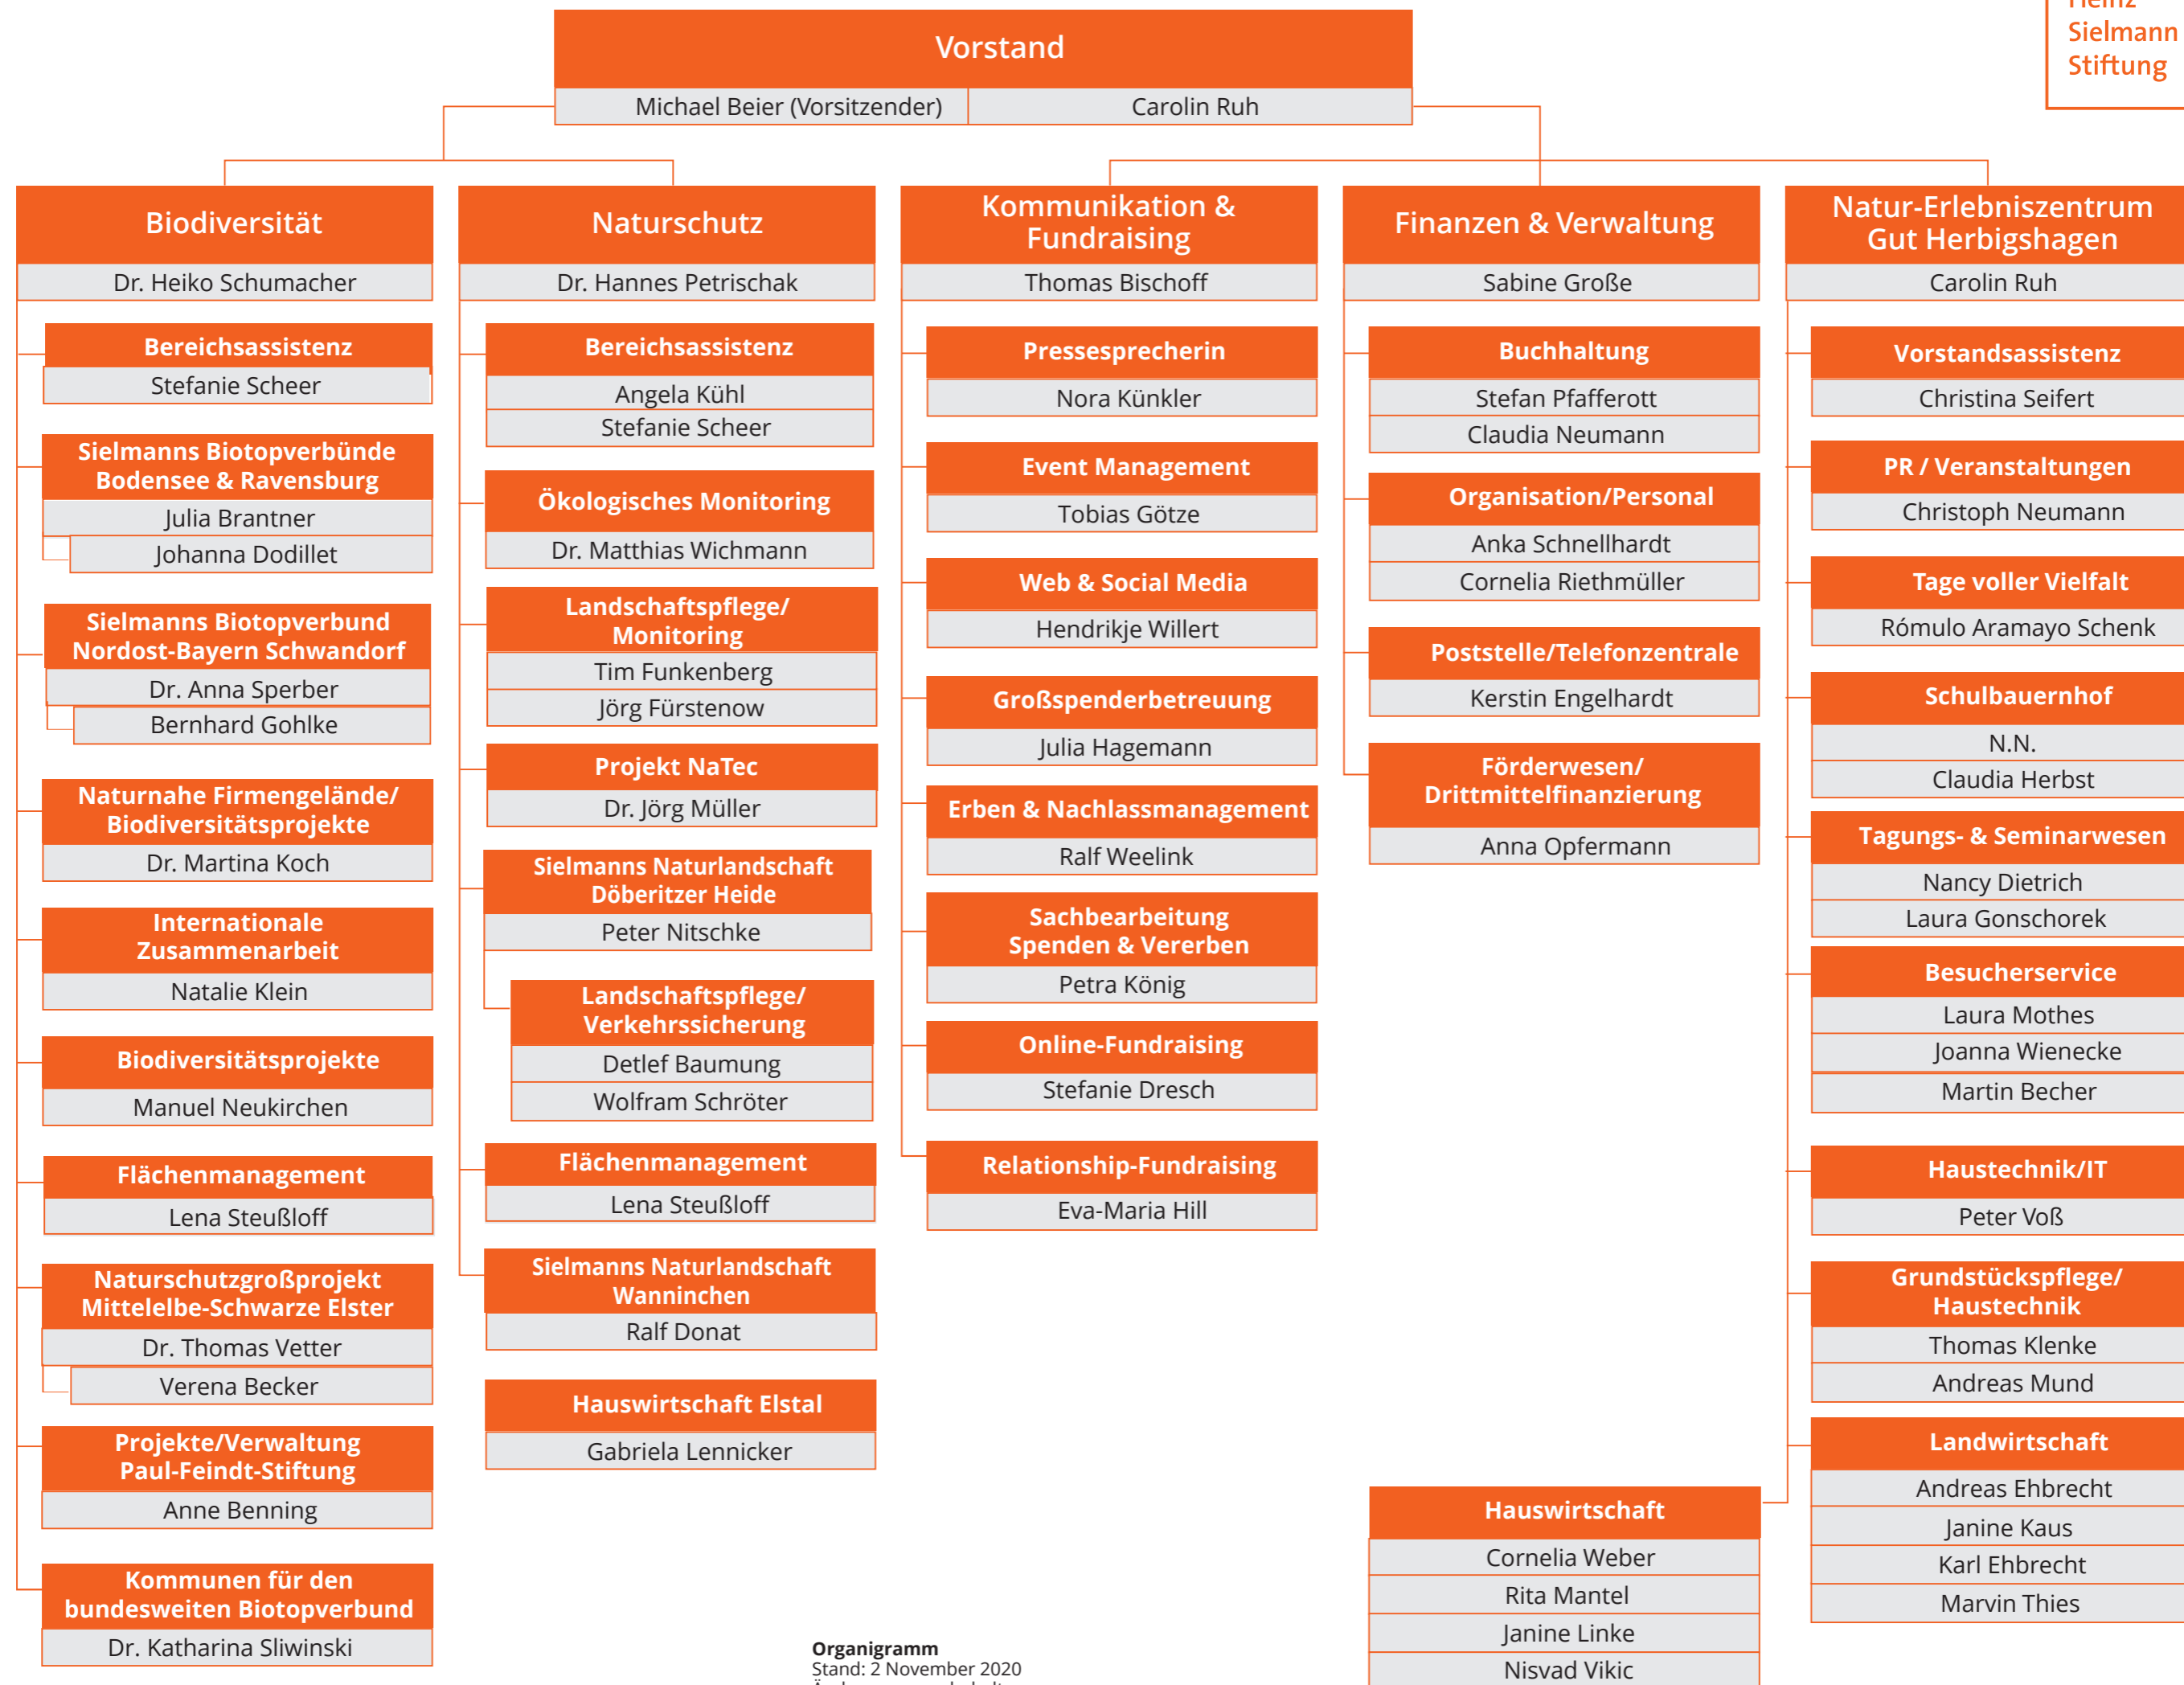 Heinz
Sielmann
Stiftung
Vorstand
Michael Beier (Vorsitzender)
Carolin Ruh
Biodiversität
Dr. Heiko Schumacher
Bereichsassistenz
Stefanie Scheer
Sielmanns Biotopverbünde
Bodensee & Ravensburg
Julia Brantner
Johanna Dodillet
Sielmanns Biotopverbund
Nordost-Bayern Schwandorf
Dr. Anna Sperber
Bernhard Gohlke
Naturnahe Firmengelände/
Biodiversitätsprojekte
Dr. Martina Koch
Internationale
Zusammenarbeit
Natalie Klein
Biodiversitätsprojekte
Manuel Neukirchen
Flächenmanagement
Lena Steußloff
Naturschutzgroßprojekt
Mittelelbe-Schwarze Elster
Dr. Thomas Vetter
Verena Becker
Projekte/Verwaltung
Paul-Feindt-Stiftung
Anne Benning
Kommunen für den
bundesweiten Biotopverbund
Dr. Katharina Sliwinski
Naturschutz
Dr. Hannes Petrischak
Bereichsassistenz
Angela Kühl
Stefanie Scheer
Ökologisches Monitoring
Dr. Matthias Wichmann
Landschaftspflege/
Monitoring
Tim Funkenberg
Jörg Fürstenow
Projekt NaTec
Dr. Jörg Müller
Sielmanns Naturlandschaft
Döberitzer Heide
Peter Nitschke
Landschaftspflege/
Verkehrssicherung
Detlef Baumung
Wolfram Schröter
Flächenmanagement
Lena Steußloff
Sielmanns Naturlandschaft
Wanninchen
Ralf Donat
Hauswirtschaft Elstal
Gabriela Lennicker
Kommunikation &
Fundraising
Thomas Bischoff
Pressesprecherin
Nora Künkler
Event Management
Tobias Götze
Web & Social Media
Hendrikje Willert
Großspenderbetreuung
Julia Hagemann
Erben & Nachlassmanagement
Ralf Weelink
Sachbearbeitung
Spenden & Vererben
Petra König
Online-Fundraising
Stefanie Dresch
Relationship-Fundraising
Eva-Maria Hill
Finanzen & Verwaltung
Sabine Große
Buchhaltung
Stefan Pfafferott
Claudia Neumann
Organisation/Personal
Anka Schnellhardt
Cornelia Riethmüller
Poststelle/Telefonzentrale
Kerstin Engelhardt
Förderwesen/
Drittmittelfinanzierung
Anna Opfermann
Natur-Erlebniszentrum
Gut Herbigshagen
Carolin Ruh
Vorstandsassistenz
Christina Seifert
PR / Veranstaltungen
Christoph Neumann
Tage voller Vielfalt
Rómulo Aramayo Schenk
Schulbauernhof
N.N.
Claudia Herbst
Tagungs- & Seminarwesen
Nancy Dietrich
Laura Gonschorek
Besucherservice
Laura Mothes
Joanna Wienecke
Martin Becher
Haustechnik/IT
Peter Voß
Grundstückspflege/
Haustechnik
Thomas Klenke
Andreas Mund
Landwirtschaft
Andreas Ehbrecht
Janine Kaus
Karl Ehbrecht
Marvin Thies
Hauswirtschaft
Cornelia Weber
Rita Mantel
Janine Linke
Nisvad Vikic
Organigramm
Stand: 2 November 2020